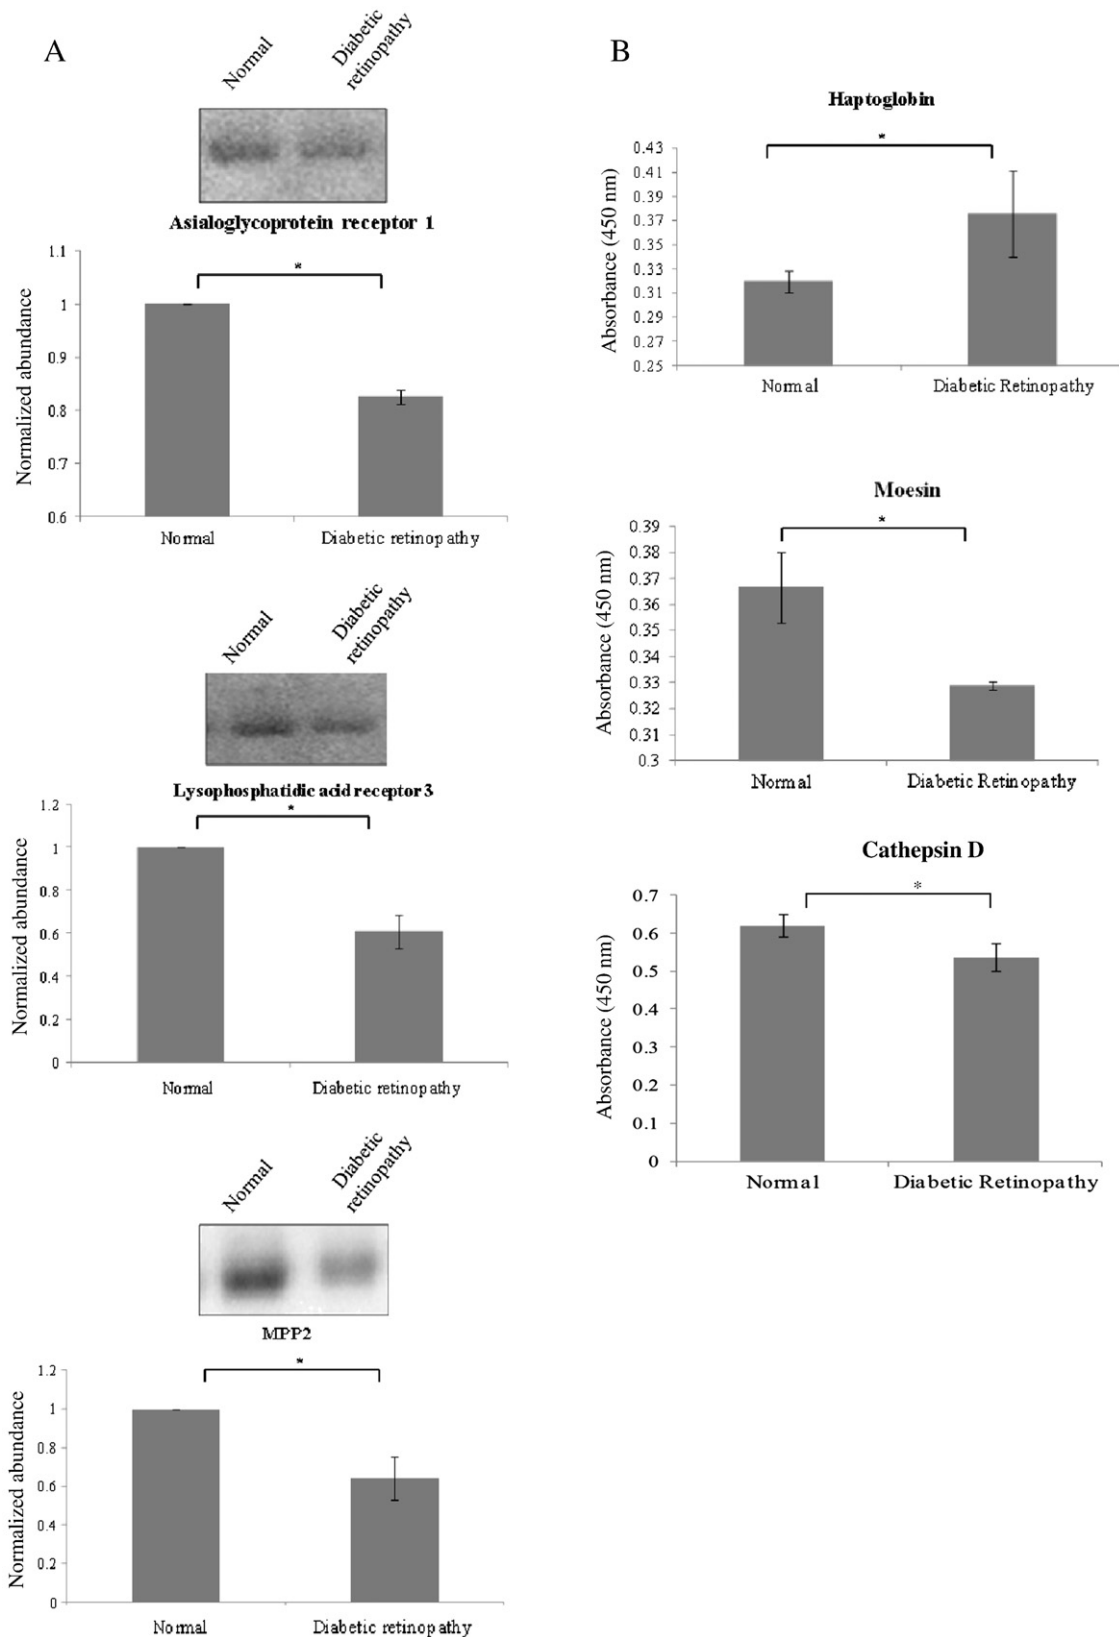 A
Normal
Diabetic
retinopathy
Asialoglycoprotein receptor 1
Normalized abundance
1.1
*
1
0.9
0.8
0.7
0.6
Normal
Diabetic retinopathy
Normal
Diabetic
retinopathy
Lysophosphatidic acid receptor 3
Normalized abundance
1.2
*
1
0.8
0.6
0.4
0.2
0
Normal
Diabetic retinopathy
Normal
Diabetic
retinopathy
MPP2
Normalized abundance
1.2
*
1
0.8
0.6
0.4
0.2
0
Normal
Diabetic retinopathy
B
Haptoglobin
Absorbance (450 nm)
*
0.43
0.41
0.39
0.37
0.35
0.33
0.31
0.29
0.27
0.25
Normal
Diabetic Retinopathy
Moesin
Absorbance (450 nm)
*
0.39
0.38
0.37
0.36
0.35
0.34
0.33
0.32
0.31
0.3
Normal
Diabetic Retinopathy
Cathepsin D
Absorbance (450 nm)
*
0.7
0.6
0.5
0.4
0.3
0.2
0.1
0
Normal
Diabetic Retinopathy